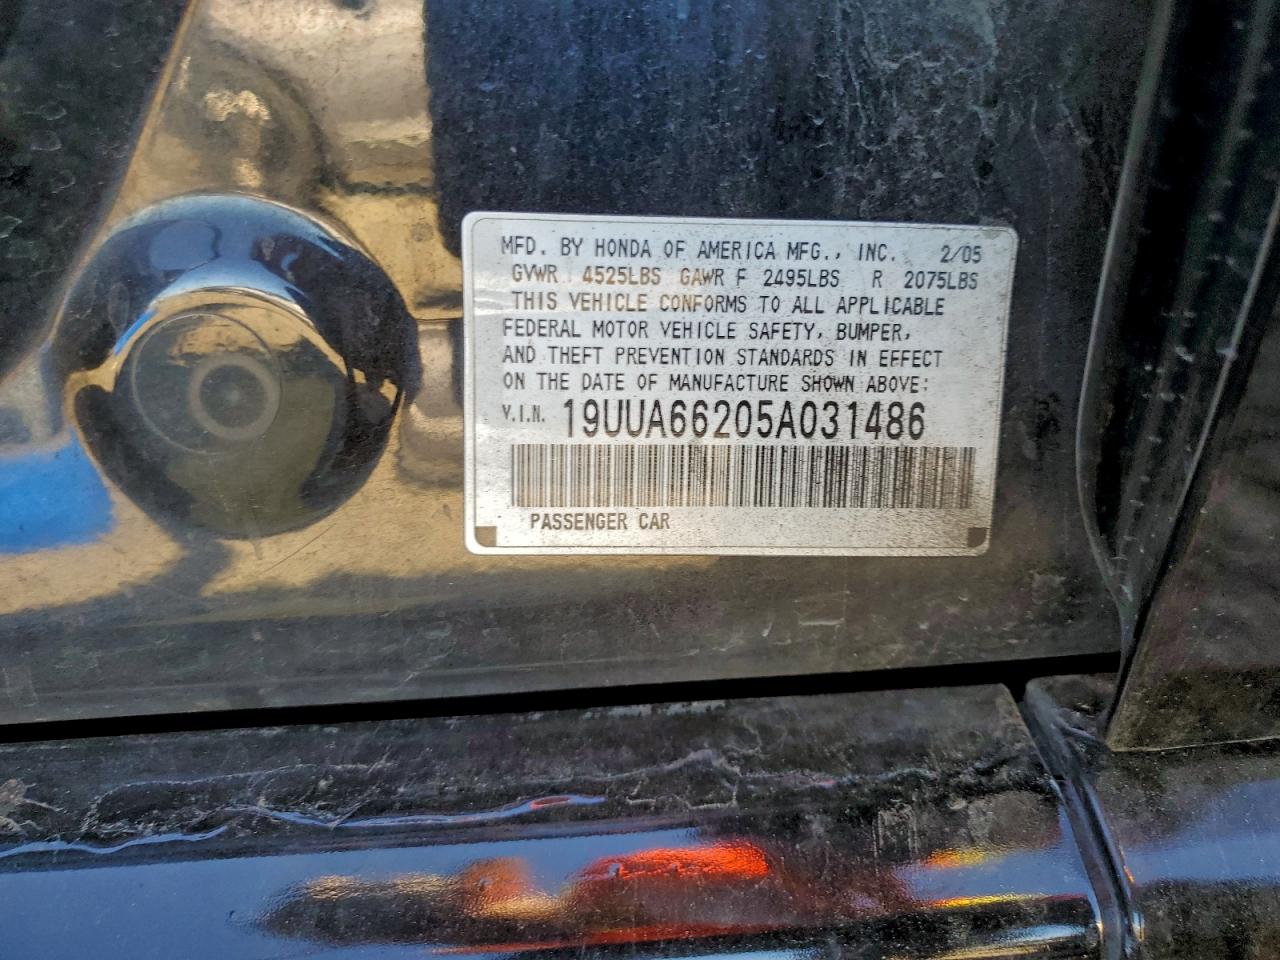 MFD. BY HONDA OF AMERICA MFG., INC. 2/05
GVWR 4525LBS GAWR F 2495LBS R 2075LBS
THIS VEHICLE CONFORMS TO ALL APPLICABLE
FEDERAL MOTOR VEHICLE SAFETY, BUMPER,
AND THEFT PREVENTION STANDARDS IN EFFECT
ON THE DATE OF MANUFACTURE SHOWN ABOVE:
V.I.N. 19UUA66205A031486
PASSENGER CAR